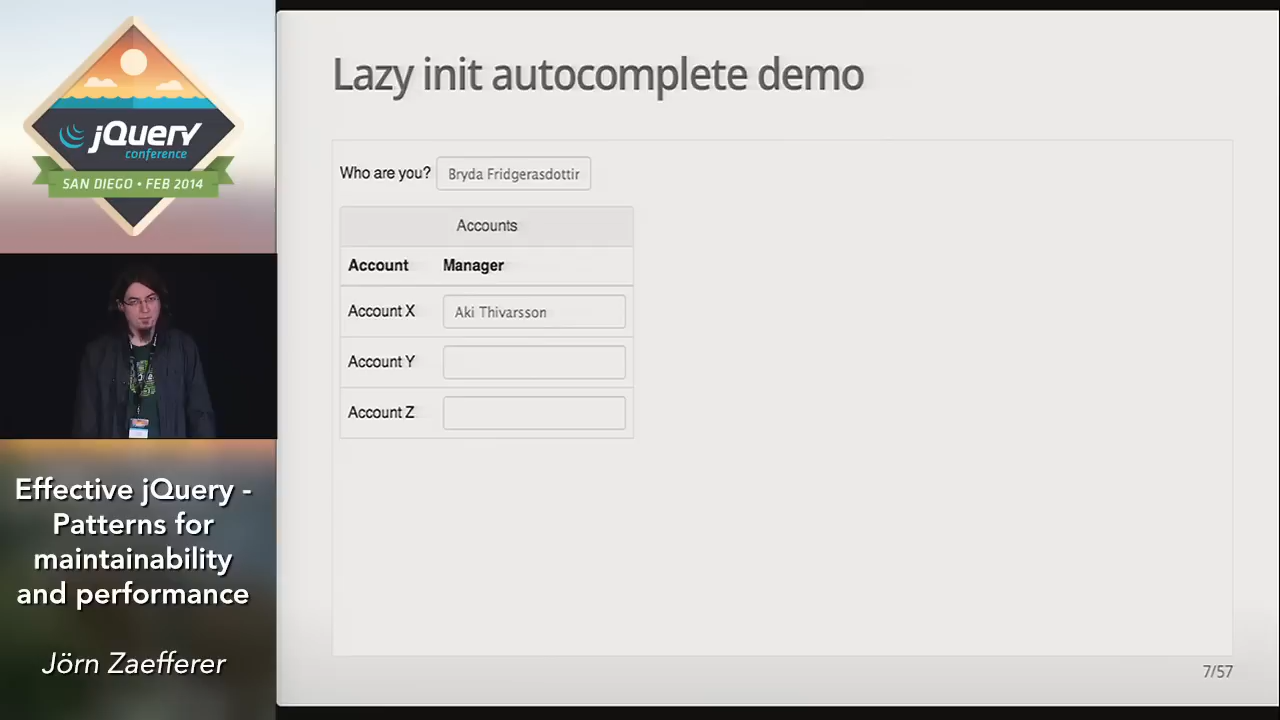 jQuery
conference
SAN DIEGO • FEB 2014
Effective jQuery -
Patterns for
maintainability
and performance
Jörn Zaefferer
Lazy init autocomplete demo
Who are you? Bryda Fridgerasdottir
Accounts
Account Manager
Account X Aki Thivarsson
Account Y
Account Z
7/57